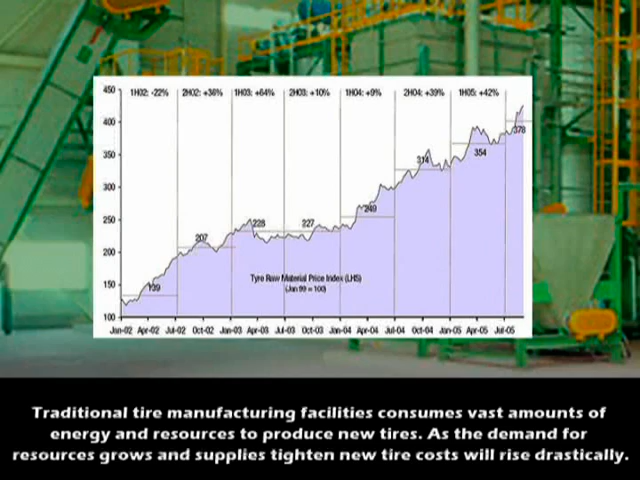 450
400
350
300
250
200
150
100
1H02: -22%
2H02: +36%
1H03: +64%
2H03: +10%
1H04: +9%
2H04: +39%
1H05: +42%
139
207
228
227
249
314
354
378
Tyre Raw Material Price Index (LHS)
(Jan 99 = 100)
Jan-02 Apr-02 Jul-02 Oct-02 Jan-03 Apr-03 Jul-03 Oct-03 Jan-04 Apr-04 Jul-04 Oct-04 Jan-05 Apr-05 Jul-05
Traditional tire manufacturing facilities consumes vast amounts of
energy and resources to produce new tires. As the demand for
resources grows and supplies tighten new tire costs will rise drastically.